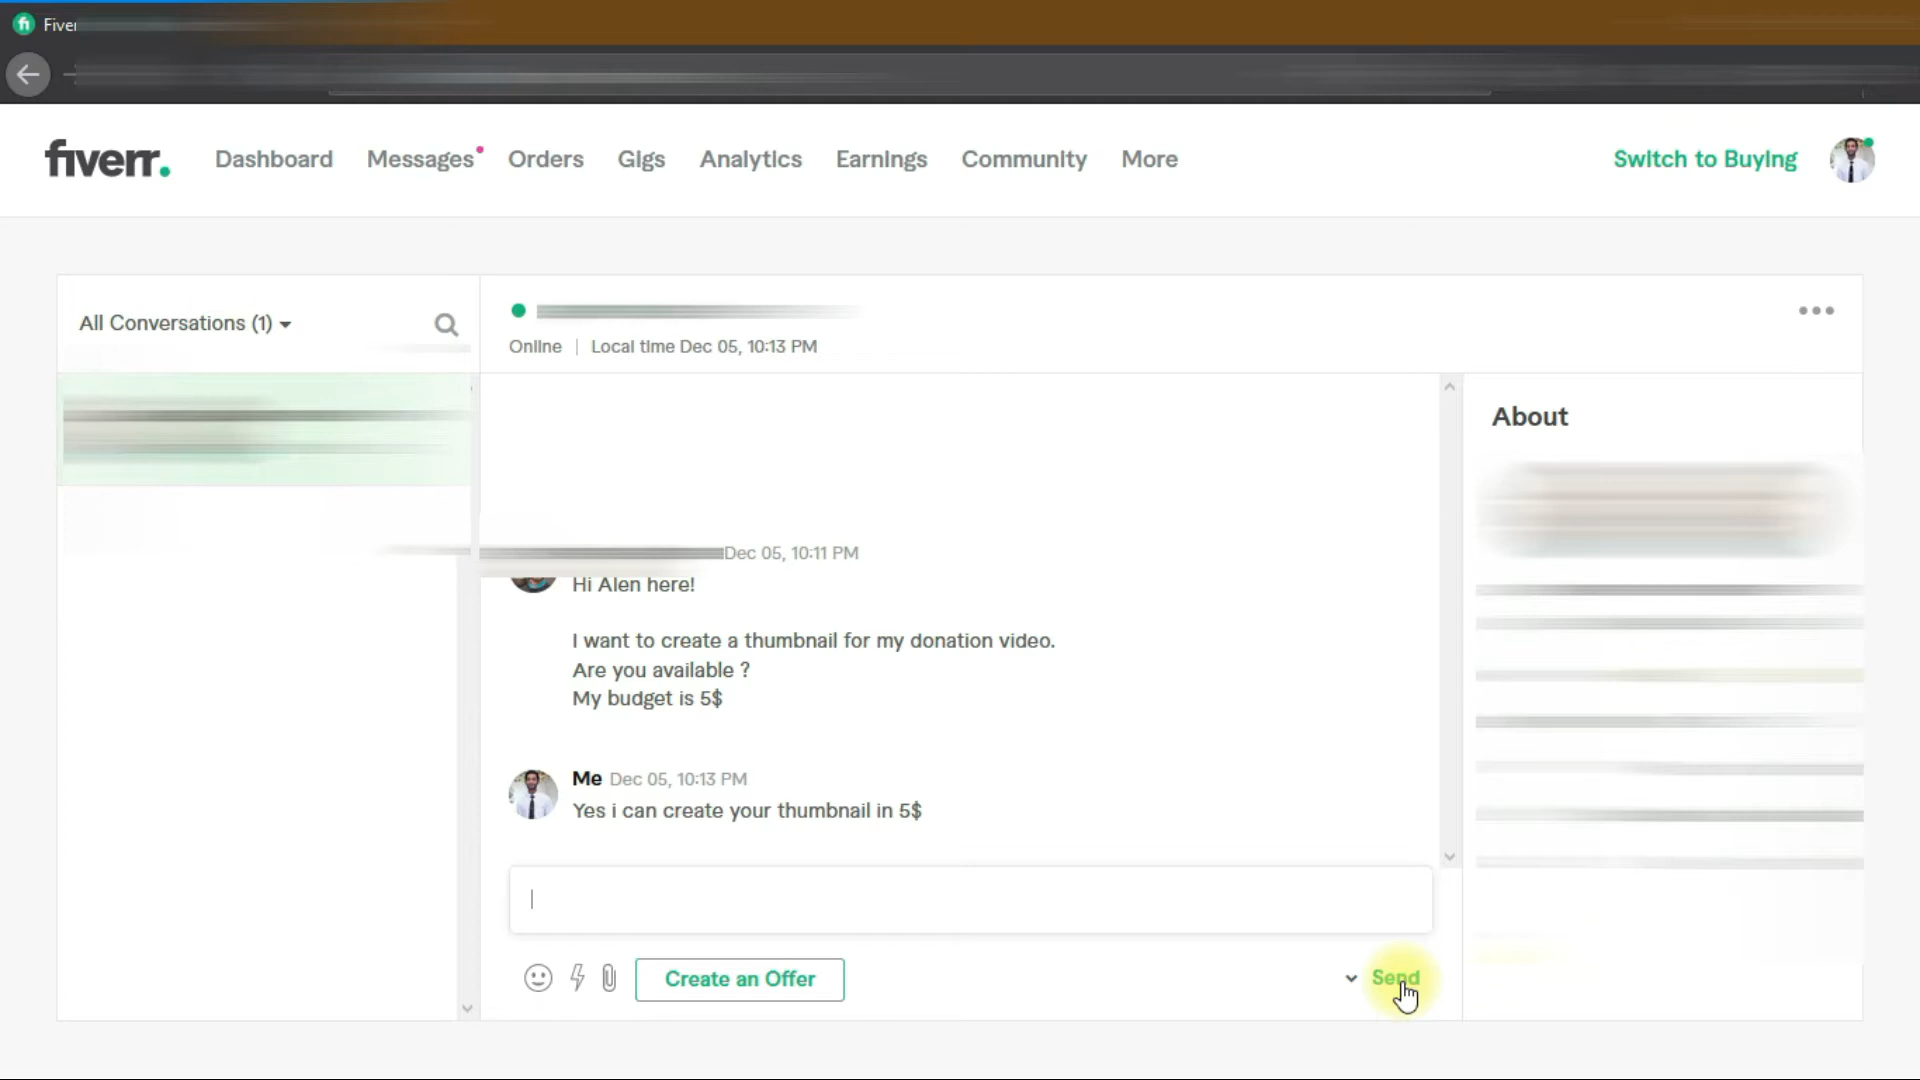 Fiver
fiverr.
Dashboard
Messages
Orders
Gigs
Analytics
Earnings
Community
More
Switch to Buying
All Conversations (1)
Online | Local time Dec 05, 10:13 PM
Dec 05, 10:11 PM
Hi Alen here!
I want to create a thumbnail for my donation video.
Are you available ?
My budget is 5$
Me Dec 05, 10:13 PM
Yes i can create your thumbnail in 5$
Create an Offer
Send
About